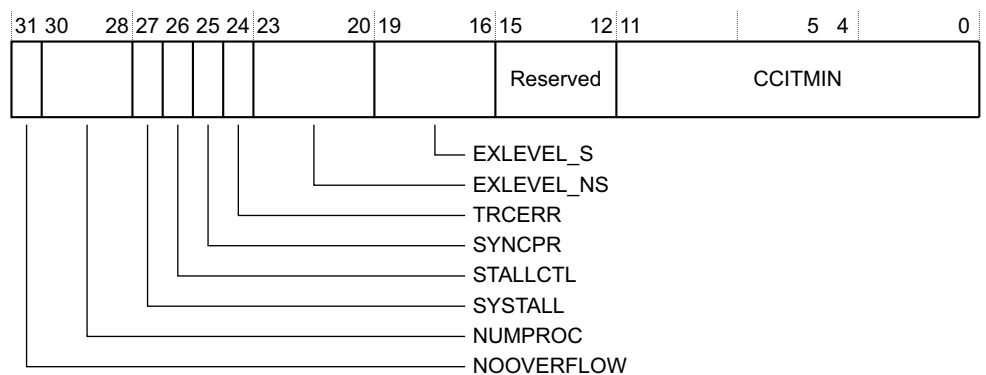 31 30 28 27 26 25 24 23 20 19 16 15 12 11 5 4 0
Reserved CCITMIN
EXLEVEL_S
EXLEVEL_NS
TRCERR
SYNCPR
STALLCTL
SYSTALL
NUMPROC
NOOVERFLOW